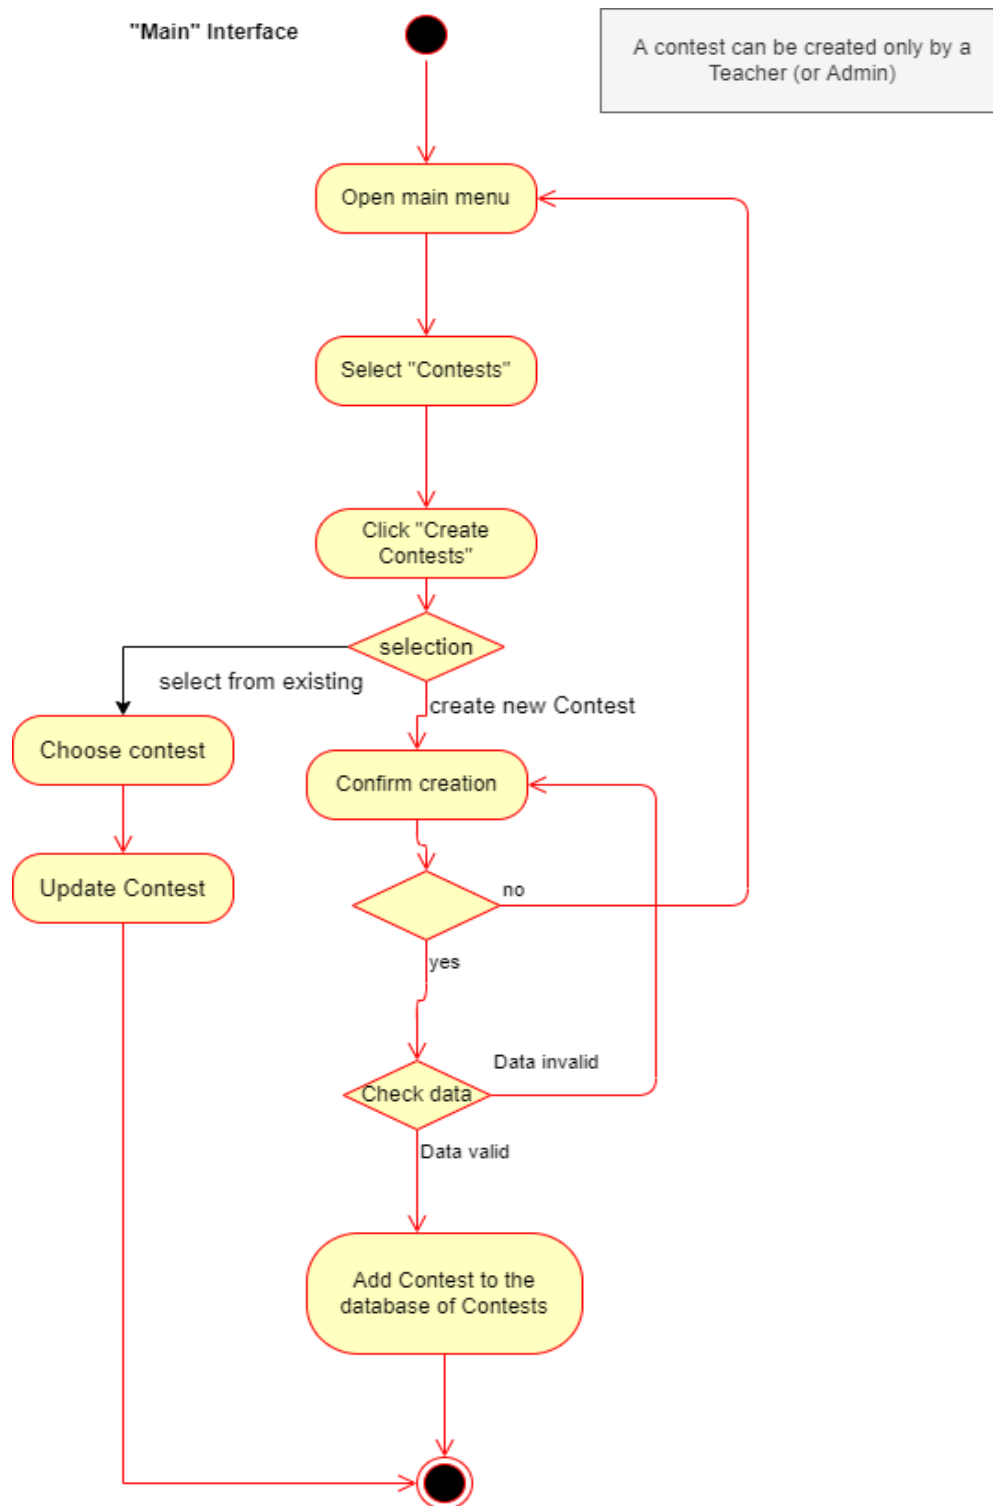 "Main" Interface
A contest can be created only by a
Teacher (or Admin)
Open main menu
Select "Contests"
Click "Create
Contests"
selection
select from existing
create new Contest
Choose contest
Confirm creation
Update Contest
no
yes
Data invalid
Check data
Data valid
Add Contest to the
database of Contests